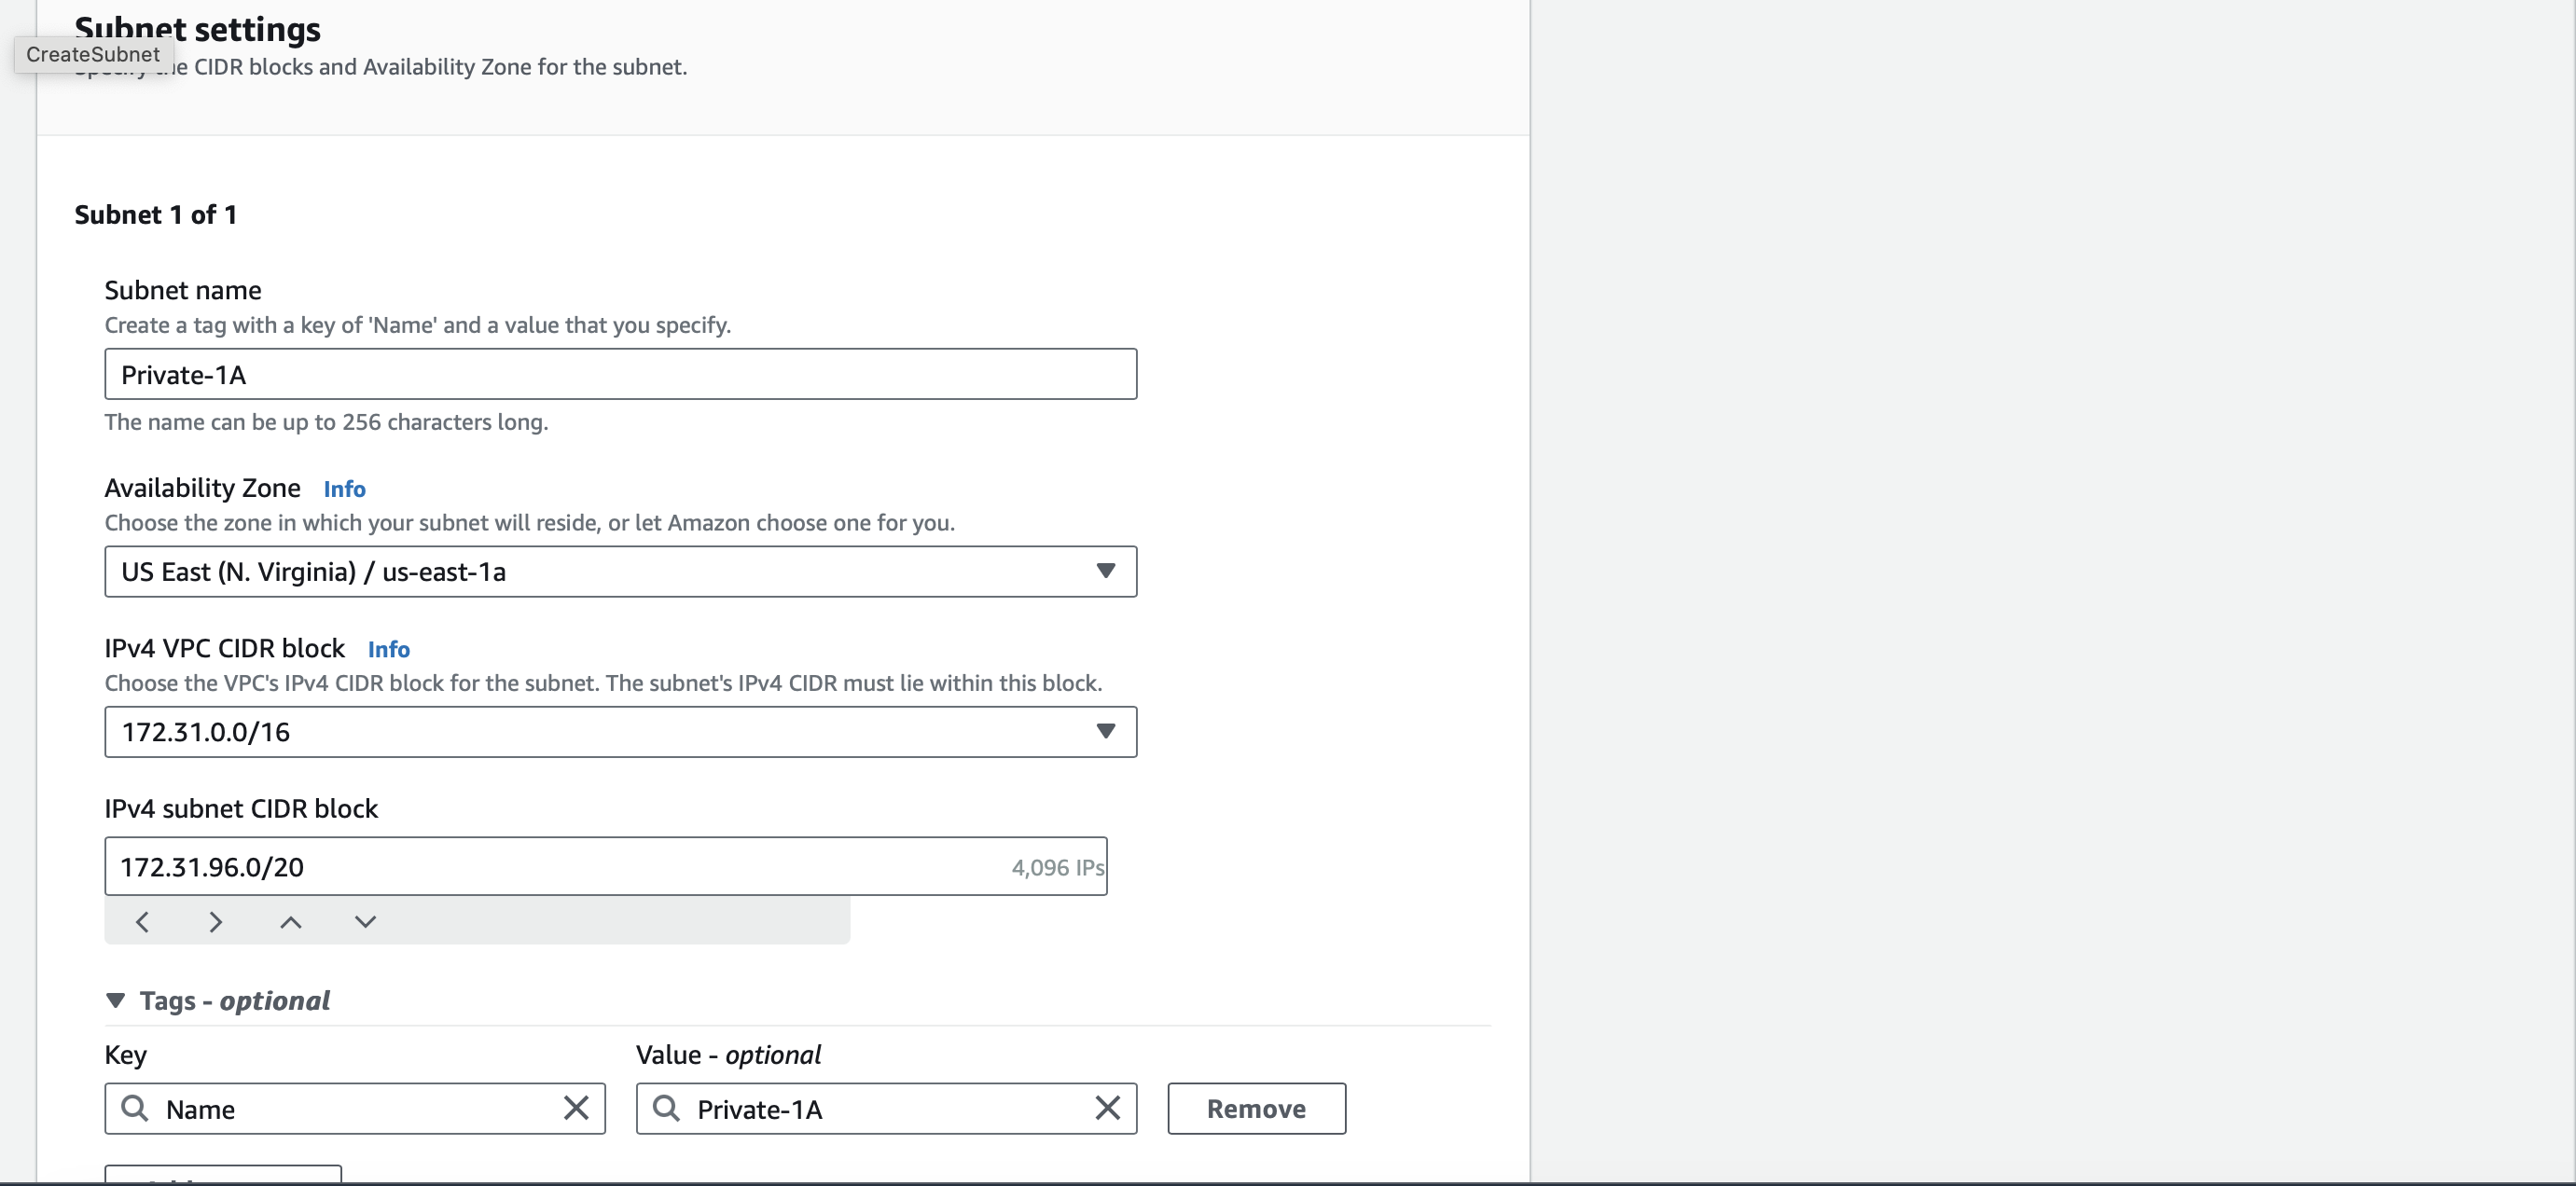 Subnet settings
CreateSubnet
Specify the CIDR blocks and Availability Zone for the subnet.
Subnet 1 of 1
Subnet name
Create a tag with a key of 'Name' and a value that you specify.
Private-1A
The name can be up to 256 characters long.
Availability Zone Info
Choose the zone in which your subnet will reside, or let Amazon choose one for you.
US East (N. Virginia) / us-east-1a
IPv4 VPC CIDR block Info
Choose the VPC's IPv4 CIDR block for the subnet. The subnet's IPv4 CIDR must lie within this block.
172.31.0.0/16
IPv4 subnet CIDR block
172.31.96.0/20 4,096 IPs
Tags - optional
Key Value - optional
Name Private-1A Remove